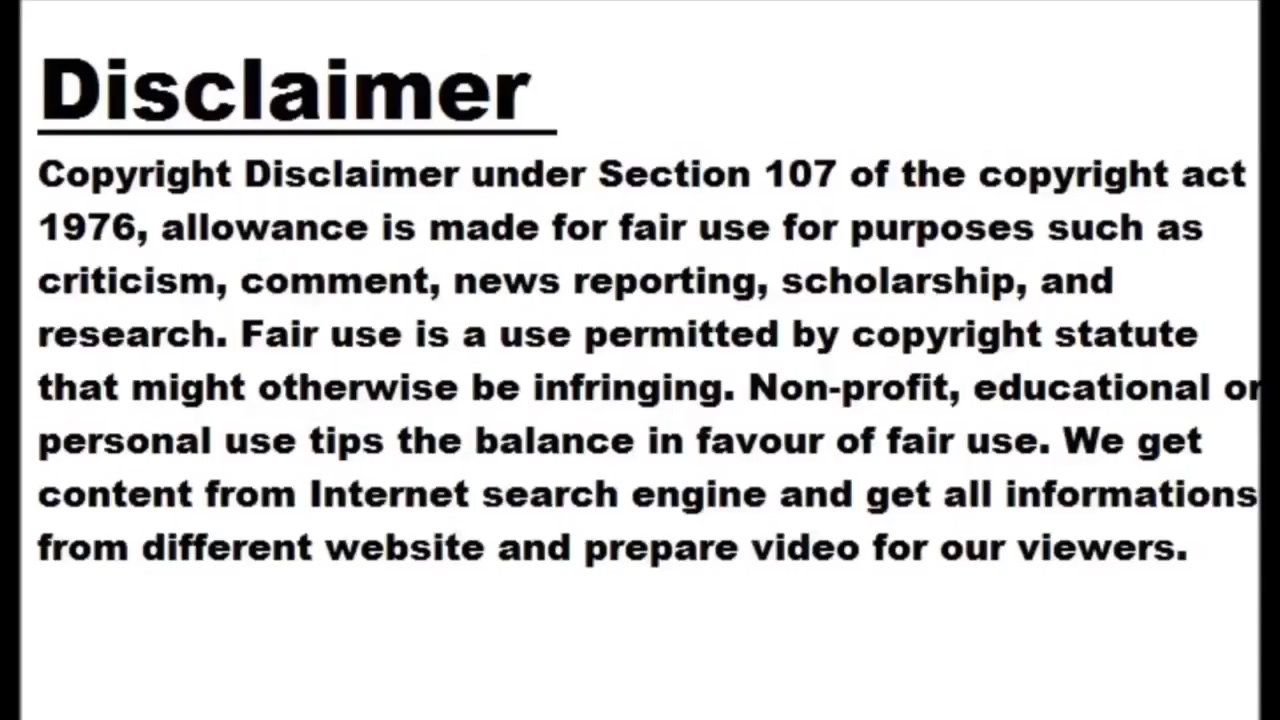 Disclaimer
Copyright Disclaimer under Section 107 of the copyright act
1976, allowance is made for fair use for purposes such as
criticism, comment, news reporting, scholarship, and
research. Fair use is a use permitted by copyright statute
that might otherwise be infringing. Non-profit, educational or
personal use tips the balance in favour of fair use. We get
content from Internet search engine and get all informations
from different website and prepare video for our viewers.